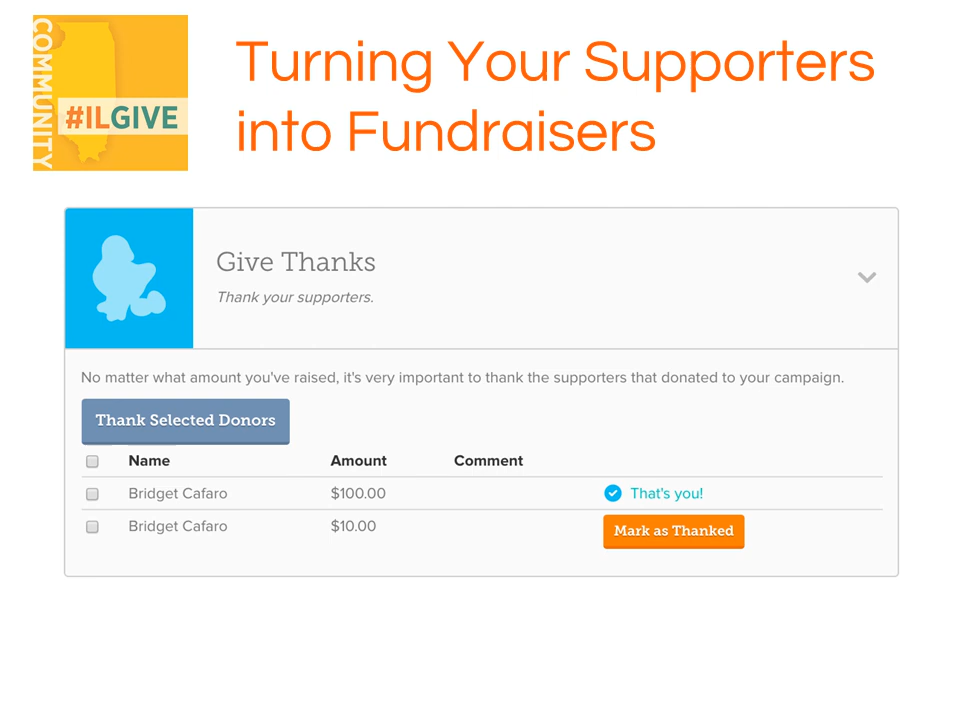 COMMUNITY
#ILGIVE
Turning Your Supporters
into Fundraisers
Give Thanks
Thank your supporters.
No matter what amount you've raised, it's very important to thank the supporters that donated to your campaign.
Thank Selected Donors
Name Amount Comment
Bridget Cafaro $100.00 That's you!
Bridget Cafaro $10.00 Mark as Thanked